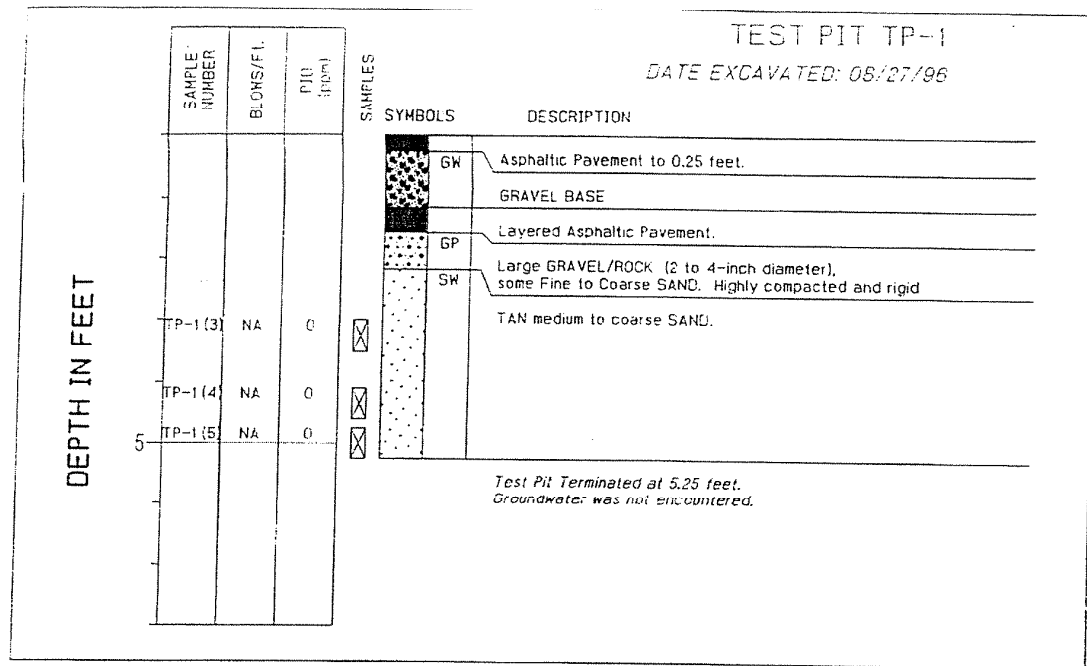 TEST PIT TP-1
DATE EXCAVATED: 08/27/96
SAMPLE NUMBER
BLOWS/Ft.
PID (ppm)
SAMPLES
SYMBOLS
DESCRIPTION
GW
Asphaltic Pavement to 0.25 feet.
GRAVEL BASE
Layered Asphaltic Pavement.
GP
Large GRAVEL/ROCK (2 to 4-inch diameter),
some Fine to Coarse SAND. Highly compacted and rigid
SW
TAN medium to coarse SAND.
TP-1(3) NA 0
TP-1(4) NA 0
TP-1(5) NA 0
5
DEPTH IN FEET
Test Pit Terminated at 5.25 feet.
Groundwater was not encountered.